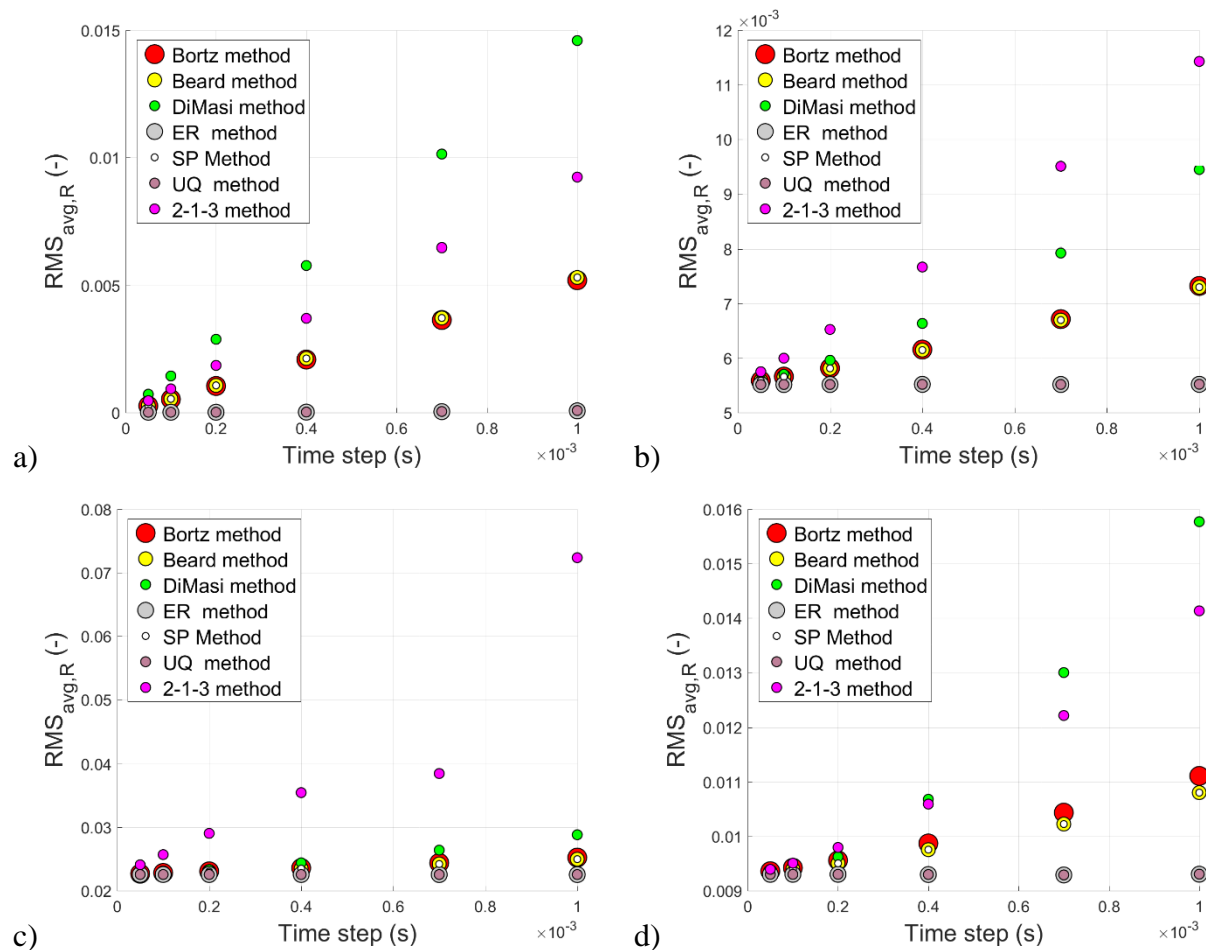 0.015
0.01
0.005
0
RMS avg,R (-)
Bortz method
Beard method
DiMasi method
ER method
SP Method
UQ method
2-1-3 method
0 0.2 0.4 0.6 0.8 1
Time step (s) ×10⁻³
a)
×10⁻³
12
11
10
9
8
7
6
5
RMS avg,R (-)
Bortz method
Beard method
DiMasi method
ER method
SP Method
UQ method
2-1-3 method
0 0.2 0.4 0.6 0.8 1
Time step (s) ×10⁻³
b)
0.08
0.07
0.06
0.05
0.04
0.03
0.02
RMS avg,R (-)
Bortz method
Beard method
DiMasi method
ER method
SP Method
UQ method
2-1-3 method
0 0.2 0.4 0.6 0.8 1
Time step (s) ×10⁻³
c)
0.016
0.015
0.014
0.013
0.012
0.011
0.01
0.009
RMS avg,R (-)
Bortz method
Beard method
DiMasi method
ER method
SP Method
UQ method
2-1-3 method
0 0.2 0.4 0.6 0.8 1
Time step (s) ×10⁻³
d)